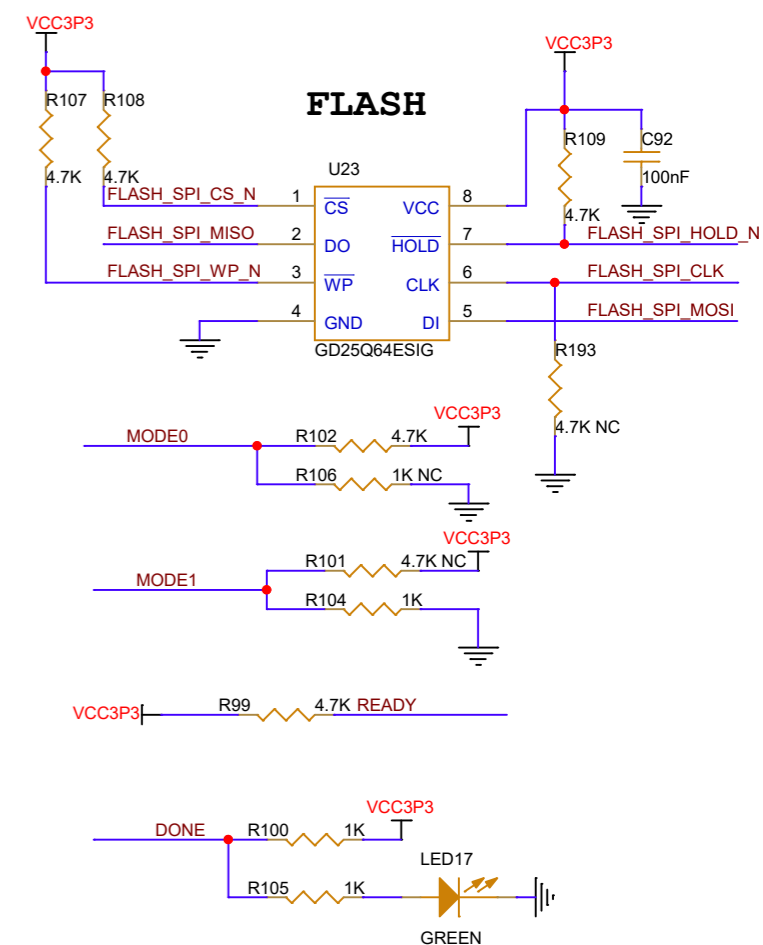 VCC3P3
VCC3P3
R107 R108
FLASH
R109
C92
100nF
4.7K 4.7K
4.7K
U23
FLASH_SPI_CS_N 1 CS VCC 8
FLASH_SPI_MISO 2 DO HOLD 7 FLASH_SPI_HOLD_N
FLASH_SPI_WP_N 3 WP CLK 6 FLASH_SPI_CLK
4 GND DI 5 FLASH_SPI_MOSI
GD25Q64ESIG
R193
4.7K NC
VCC3P3
MODE0 R102 4.7K
R106 1K NC
VCC3P3
R101 4.7K NC
MODE1
R104 1K
VCC3P3 R99 4.7K READY
VCC3P3
DONE R100 1K
LED17
R105 1K
GREEN